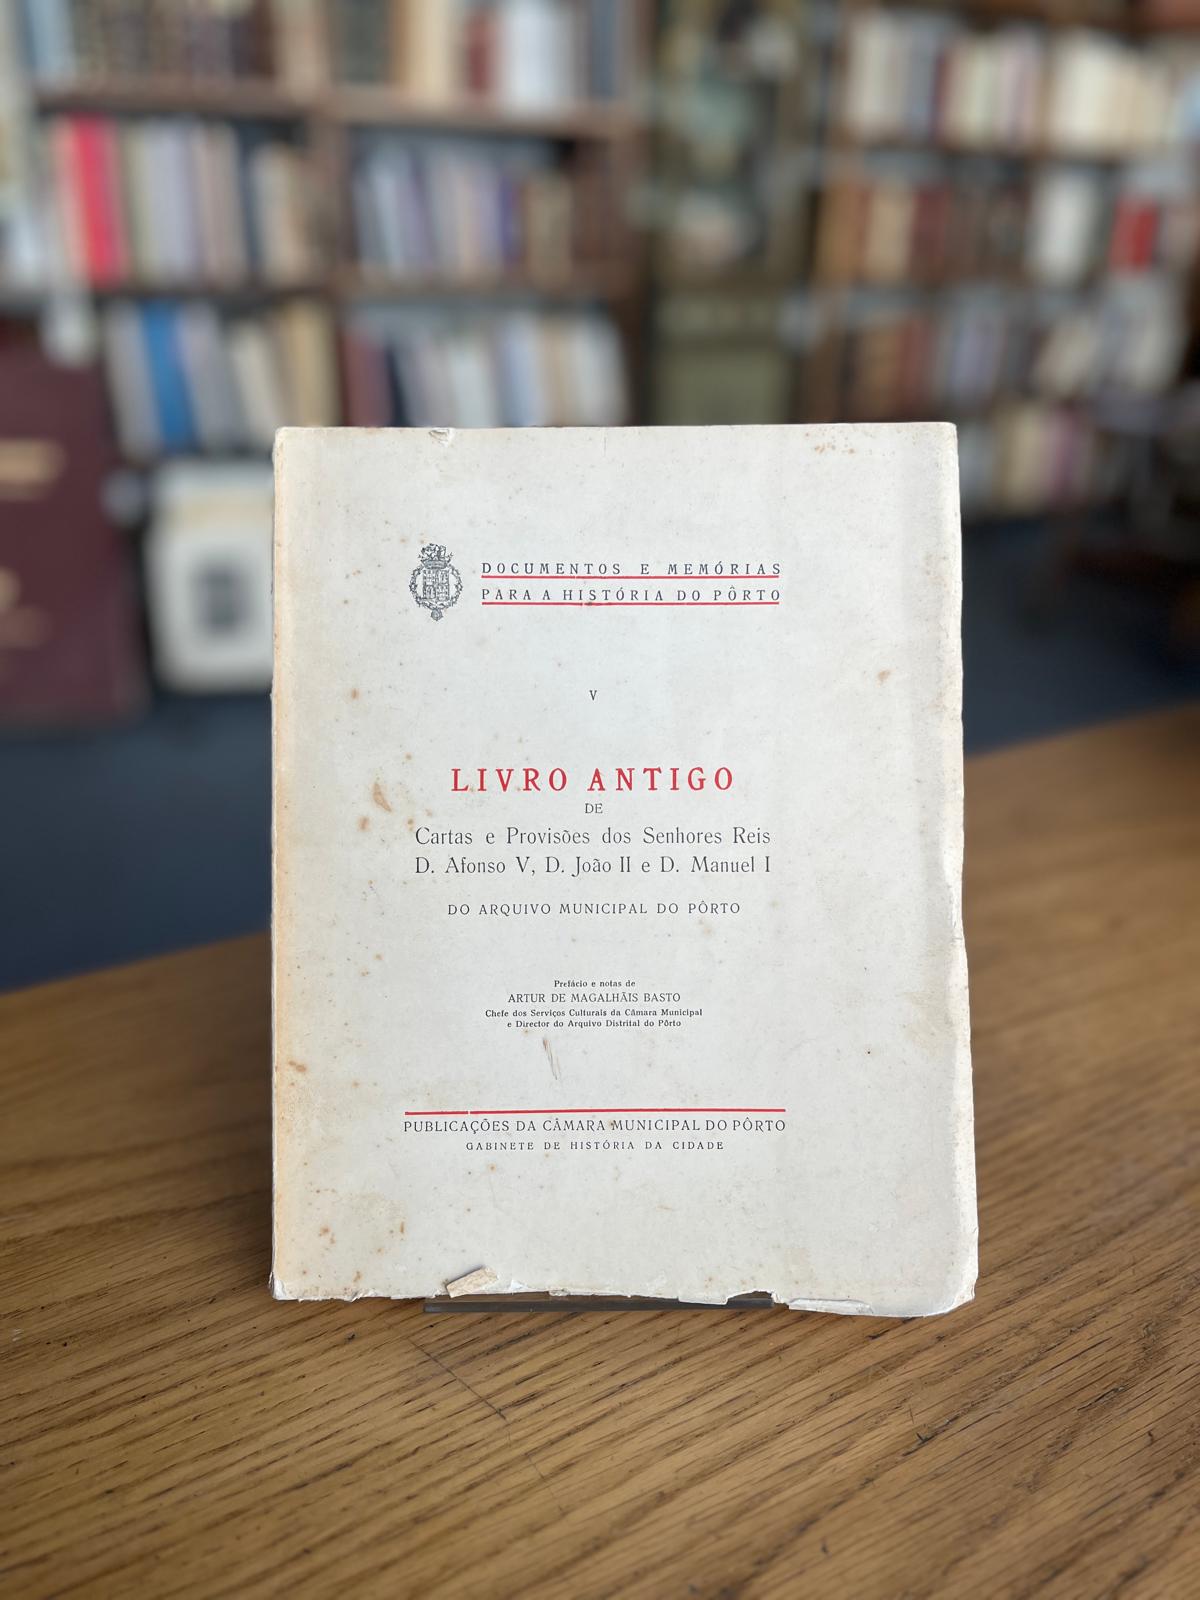 DOCUMENTOS E MEMÓRIAS
PARA A HISTÓRIA DO PÔRTO
V
LIVRO ANTIGO
DE
Cartas e Provisões dos Senhores Reis
D. Afonso V, D. João II e D. Manuel I
DO ARQUIVO MUNICIPAL DO PÔRTO
Prefácio e notas de
ARTUR DE MAGALHÃIS BASTO
Chefe dos Serviços Culturais da Câmara Municipal
e Director do Arquivo Distrital do Pôrto
PUBLICAÇÕES DA CÂMARA MUNICIPAL DO PÔRTO
GABINETE DE HISTÓRIA DA CIDADE